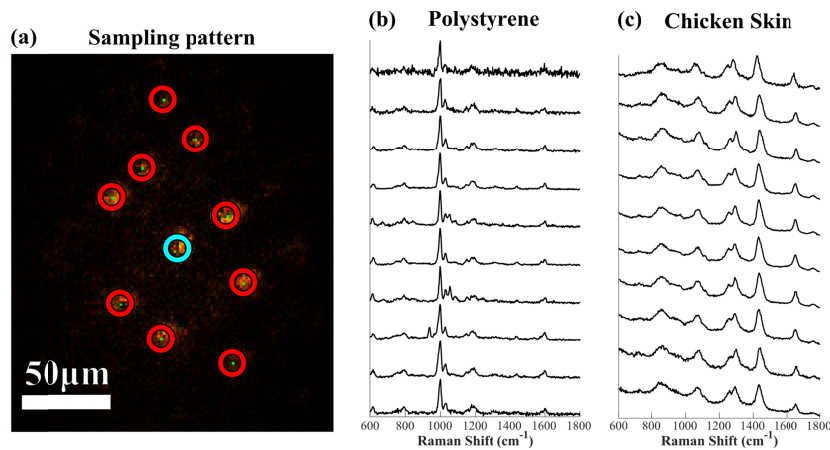 (a) Sampling pattern
50μm
(b) Polystyrene
600 800 1000 1200 1400 1600 1800
Raman Shift (cm⁻¹)
(c) Chicken Skin
600 800 1000 1200 1400 1600 1800
Raman Shift (cm⁻¹)